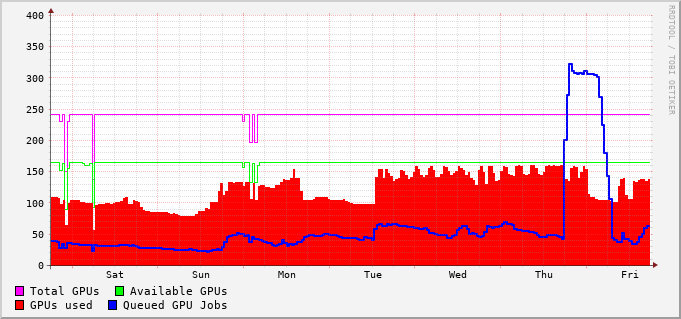 400
350
300
250
200
150
100
50
0
Sat Sun Mon Tue Wed Thu Fri
Total GPUs Available GPUs
GPUs used Queued GPU Jobs
RRDTOOL / TOBI OETIKER